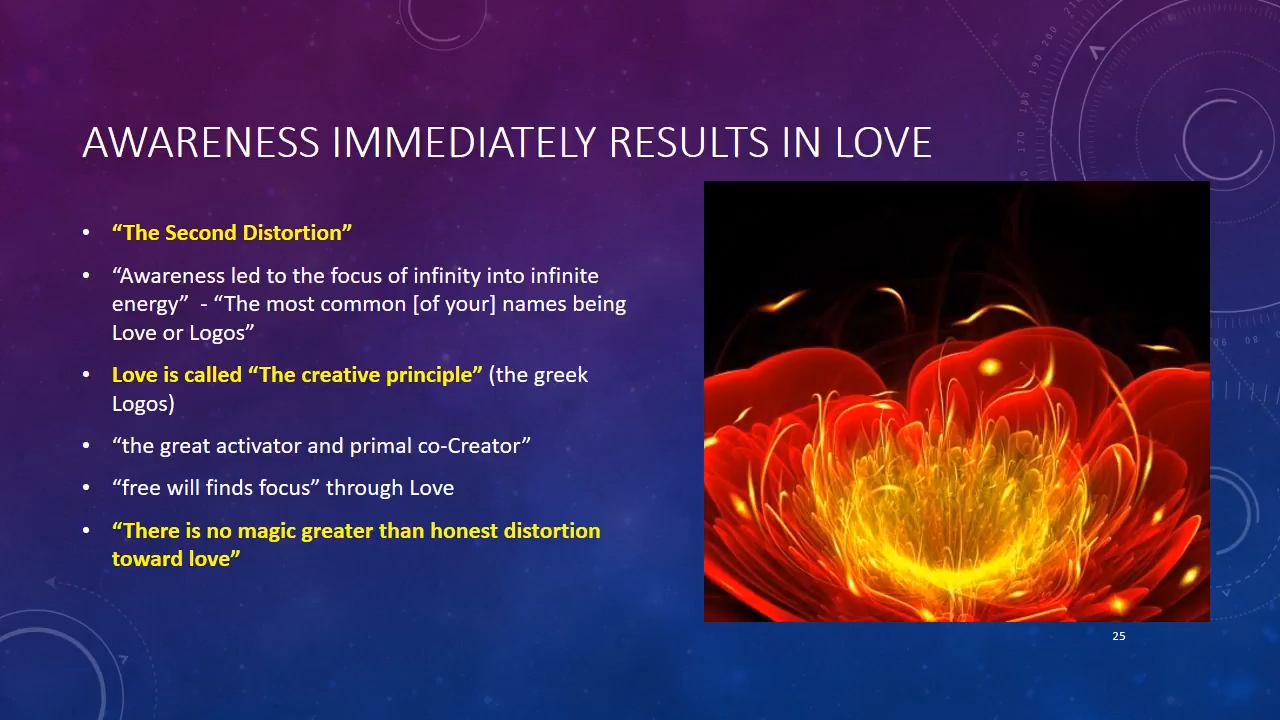 AWARENESS IMMEDIATELY RESULTS IN LOVE
• “The Second Distortion”
• “Awareness led to the focus of infinity into infinite
energy”  - “The most common [of your] names being
Love or Logos”
• Love is called “The creative principle” (the greek
Logos)
• “the great activator and primal co-Creator”
• “free will finds focus” through Love
• “There is no magic greater than honest distortion
toward love”
25